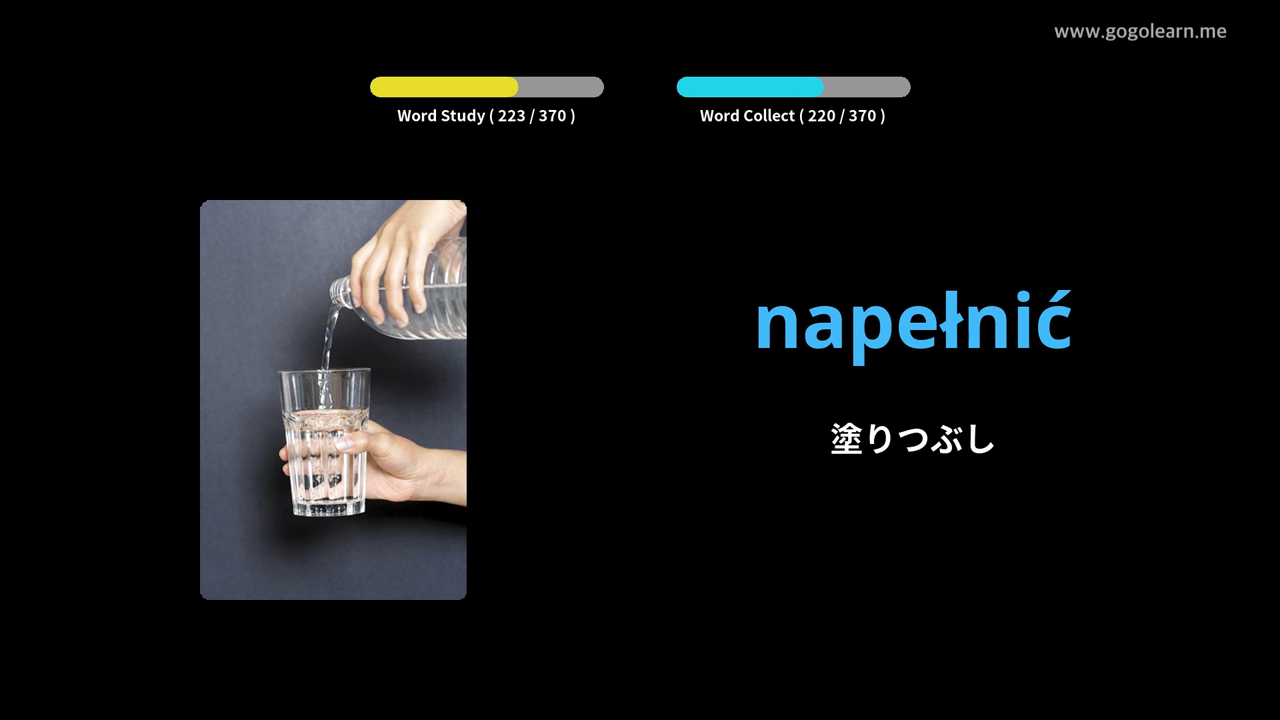 www.gogolearn.me
Word Study ( 223 / 370 )
Word Collect ( 220 / 370 )
napełnić
塗りつぶし